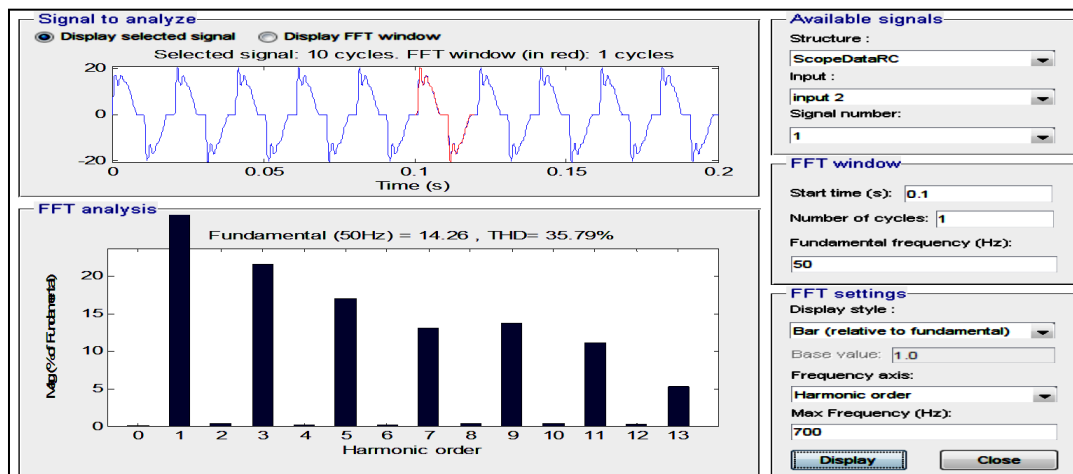 Signal to analyze
Display selected signal Display FFT window
Selected signal: 10 cycles. FFT window (in red): 1 cycles
20
0
-20
0 0.05 0.1 0.15 0.2
Time (s)
FFT analysis
Fundamental (50Hz) = 14.26 , THD= 35.79%
Mag (% of Fundamental)
20
15
10
5
0
0 1 2 3 4 5 6 7 8 9 10 11 12 13
Harmonic order
Available signals
Structure :
ScopeDataRC
Input :
input 2
Signal number:
1
FFT window
Start time (s): 0.1
Number of cycles: 1
Fundamental frequency (Hz):
50
FFT settings
Display style :
Bar (relative to fundamental)
Base value: 1.0
Frequency axis:
Harmonic order
Max Frequency (Hz):
700
Display Close